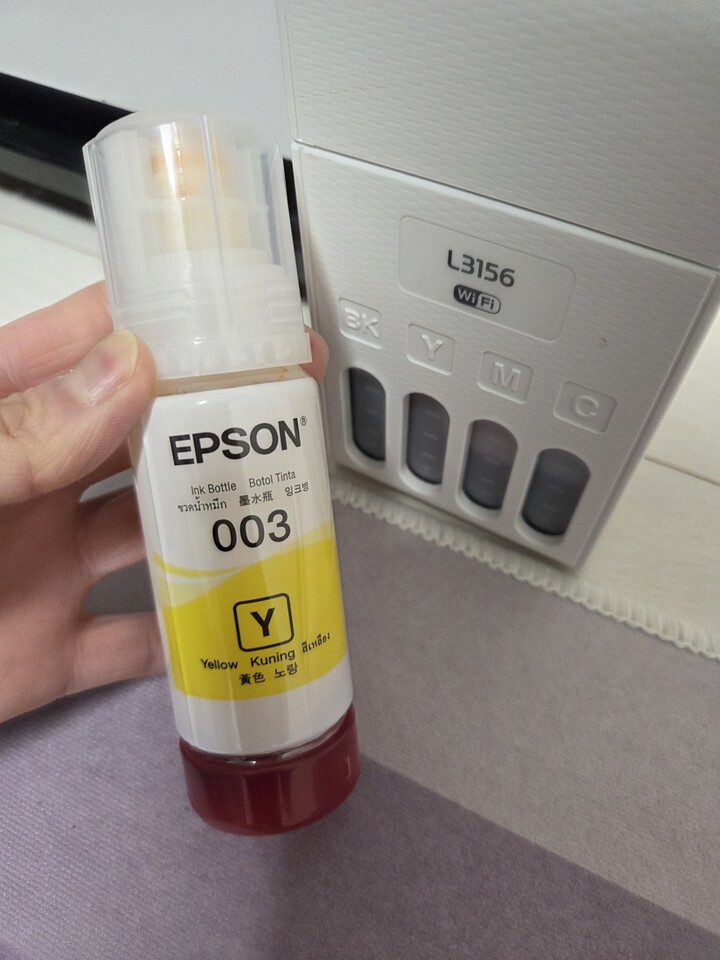 L3156
WiFi
BK Y M C
EPSON®
Ink Bottle Botol Tinta
ขวดน้ำหมึก 墨水瓶 잉크병
003
Y
Yellow Kuning สีเหลือง
黃色 노랑